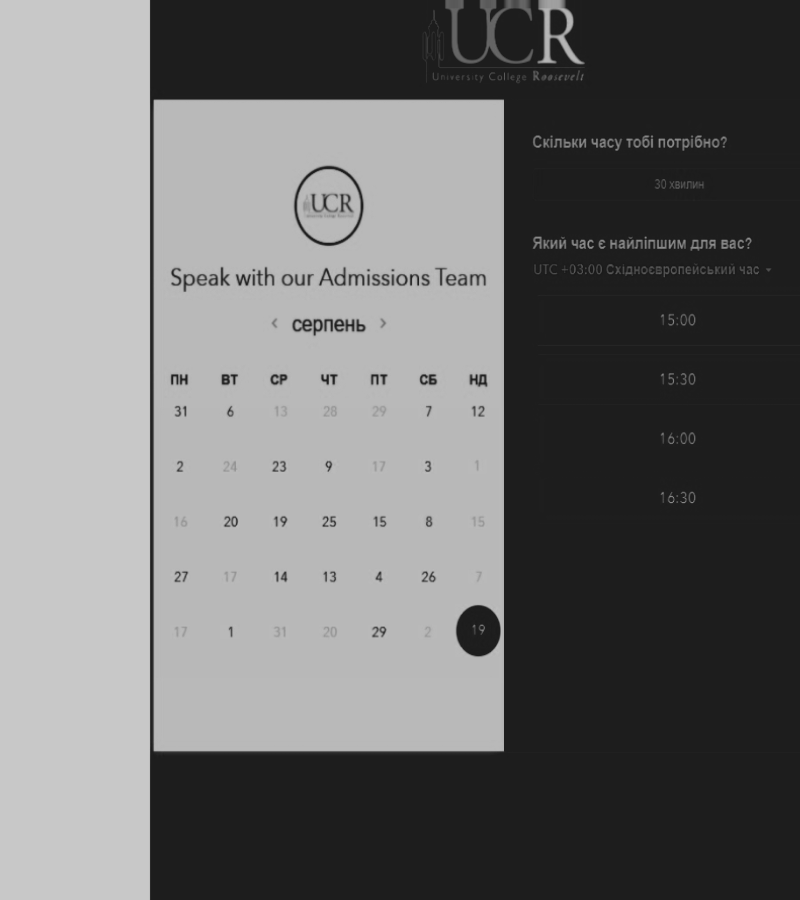 UCR
University College Roosevelt
UCR
Speak with our Admissions Team
< серпень >
ПН ВТ СР ЧТ ПТ СБ НД
31 6 13 28 29 7 12
2 24 23 9 17 3 1
16 20 19 25 15 8 15
27 17 14 13 4 26 7
17 1 31 20 29 2 19
Скільки часу тобі потрібно?
30 хвилин
Який час є найліпшим для вас?
UTC +03:00 Східноєвропейський час
15:00
15:30
16:00
16:30